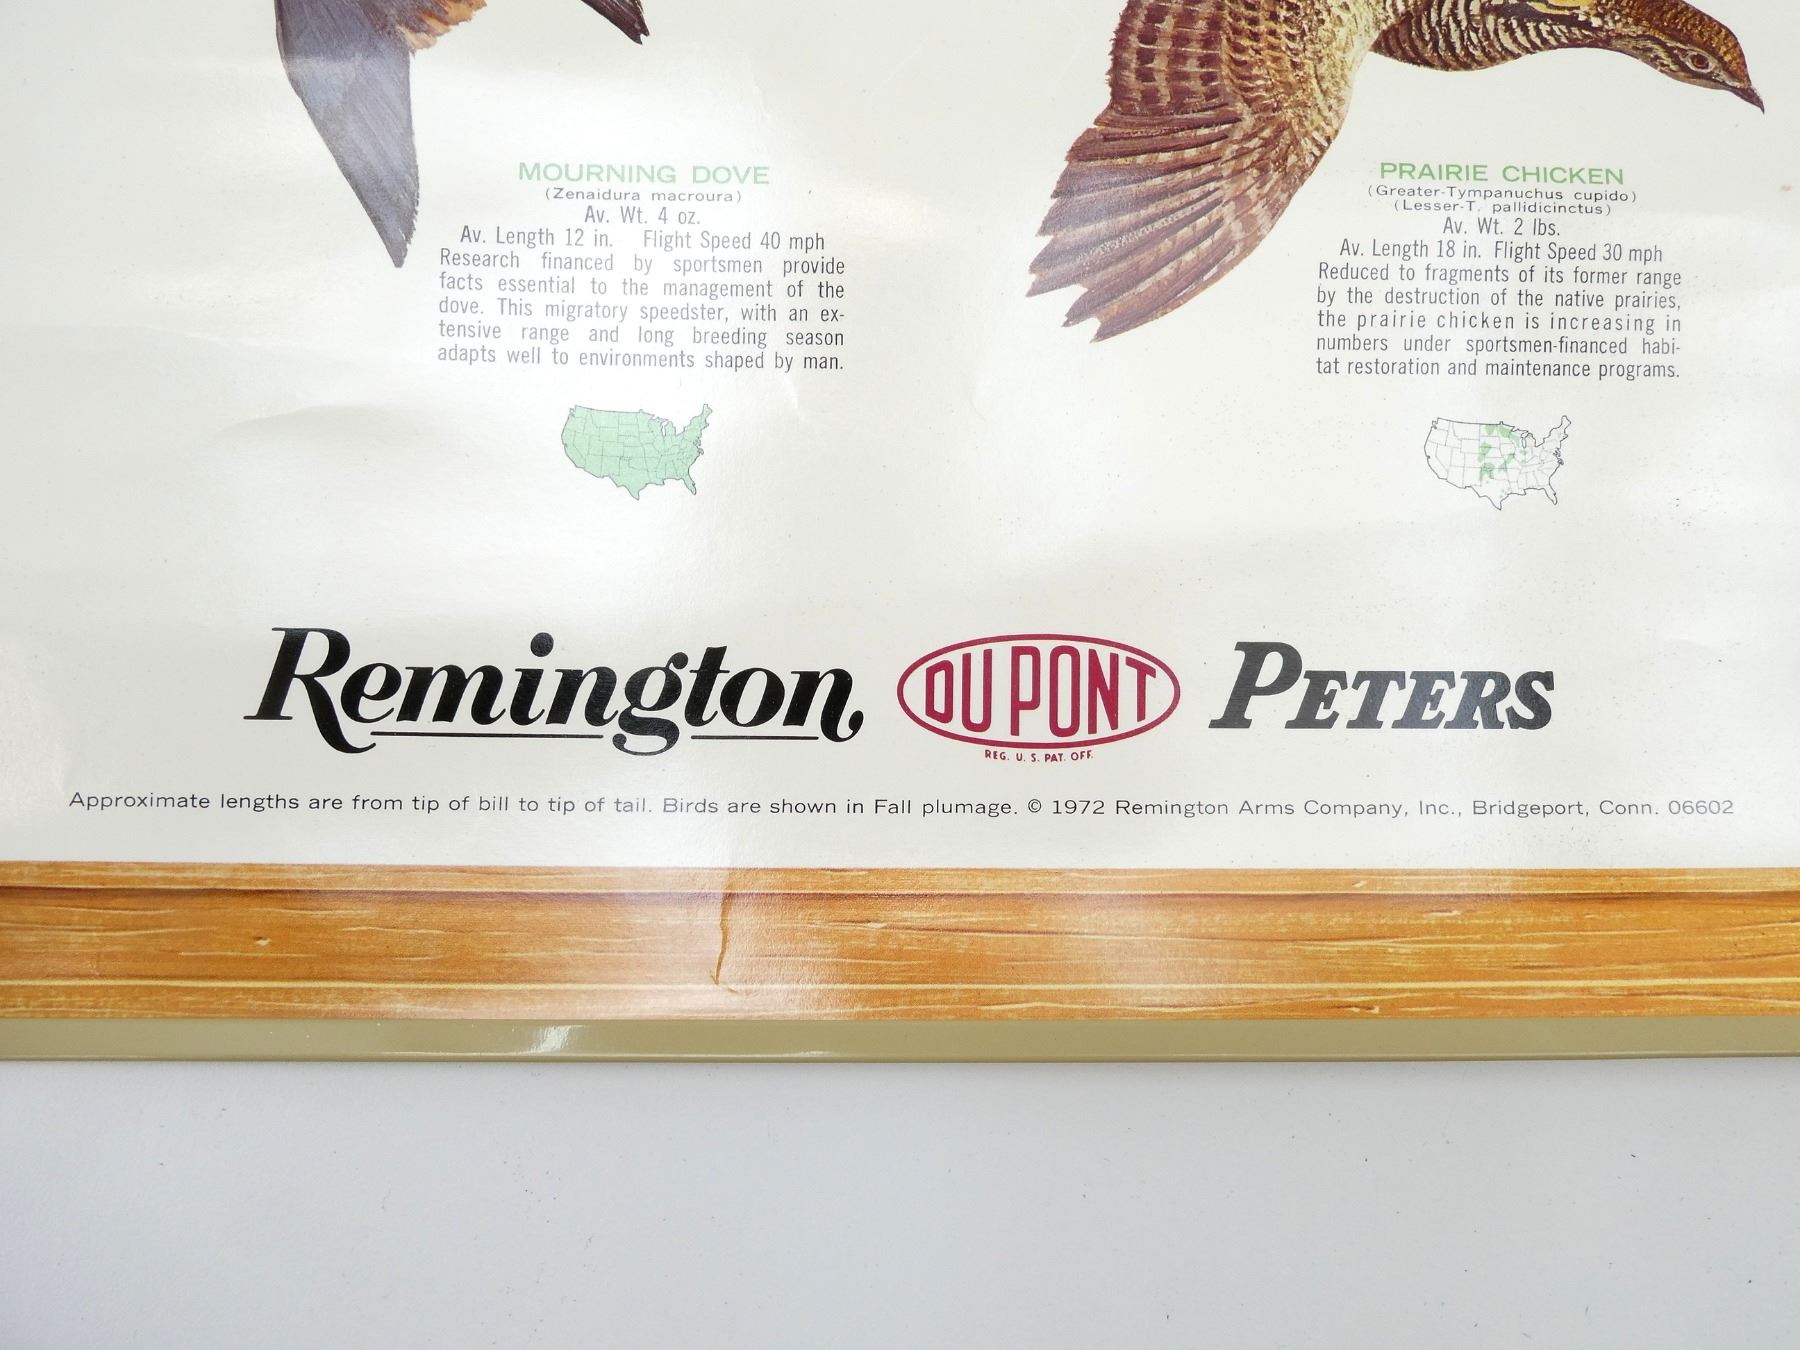 MOURNING DOVE
(Zenaidura macroura)
Av. Wt. 4 oz.
Av. Length 12 in. Flight Speed 40 mph
Research financed by sportsmen provide
facts essential to the management of the
dove. This migratory speedster, with an ex-
tensive range and long breeding season
adapts well to environments shaped by man.
PRAIRIE CHICKEN
(Greater-Tympanuchus cupido)
(Lesser-T. pallidicinctus)
Av. Wt. 2 lbs.
Av. Length 18 in. Flight Speed 30 mph
Reduced to fragments of its former range
by the destruction of the native prairies,
the prairie chicken is increasing in
numbers under sportsmen-financed habi-
tat restoration and maintenance programs.
Remington
DU PONT
REG. U. S. PAT. OFF.
PETERS
Approximate lengths are from tip of bill to tip of tail. Birds are shown in Fall plumage. © 1972 Remington Arms Company, Inc., Bridgeport, Conn. 06602